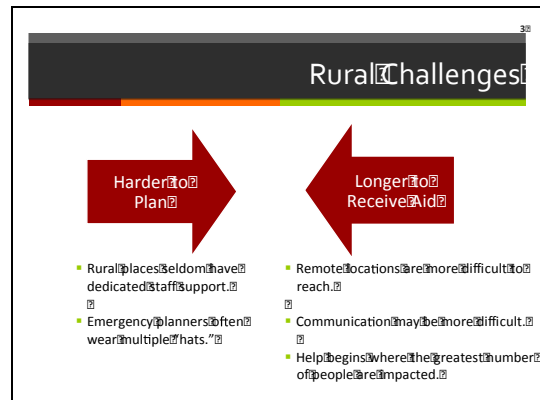 3
Rural Challenges
Harder to
Plan
Longer to
Receive Aid
Rural places seldom have
dedicated staff support.
Emergency planners often
wear multiple "hats."
Remote locations are more difficult to
reach.
Communication may be more difficult.
Help begins where the greatest number
of people are impacted.